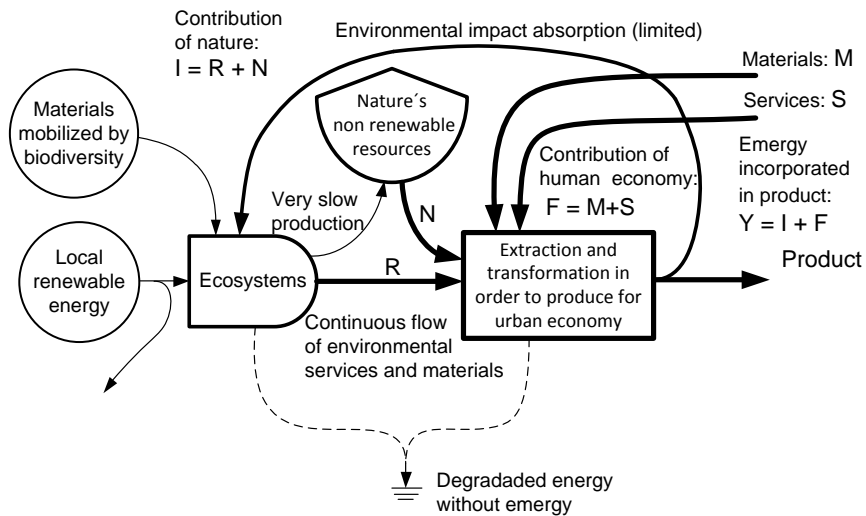 Contribution
of nature:
I = R + N
Environmental impact absorption (limited)
Materials: M
Services: S
Materials
mobilized by
biodiversity
Nature´s
non renewable
resources
Contribution of
human economy:
F = M+S
Emergy
incorporated
in product:
Y = I + F
Very slow
production
N
Local
renewable
energy
Ecosystems
R
Extraction and
transformation in
order to produce for
urban economy
Product
Continuous flow
of environmental
services and materials
Degradaded energy
without emergy